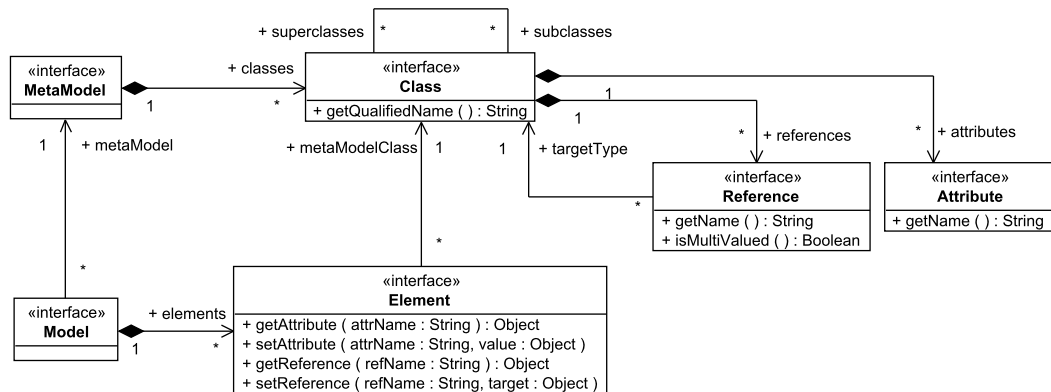 + superclasses
*
*
+ subclasses
«interface»
MetaModel
1
+ classes
*
«interface»
Class
+ getQualifiedName ( ) : String
1
1
*
+ references
*
+ attributes
1
+ metaModel
+ metaModelClass
1
1
+ targetType
*
«interface»
Reference
+ getName ( ) : String
+ isMultiValued ( ) : Boolean
«interface»
Attribute
+ getName ( ) : String
*
*
«interface»
Model
1
+ elements
*
«interface»
Element
+ getAttribute ( attrName : String ) : Object
+ setAttribute ( attrName : String, value : Object )
+ getReference ( refName : String ) : Object
+ setReference ( refName : String, target : Object )